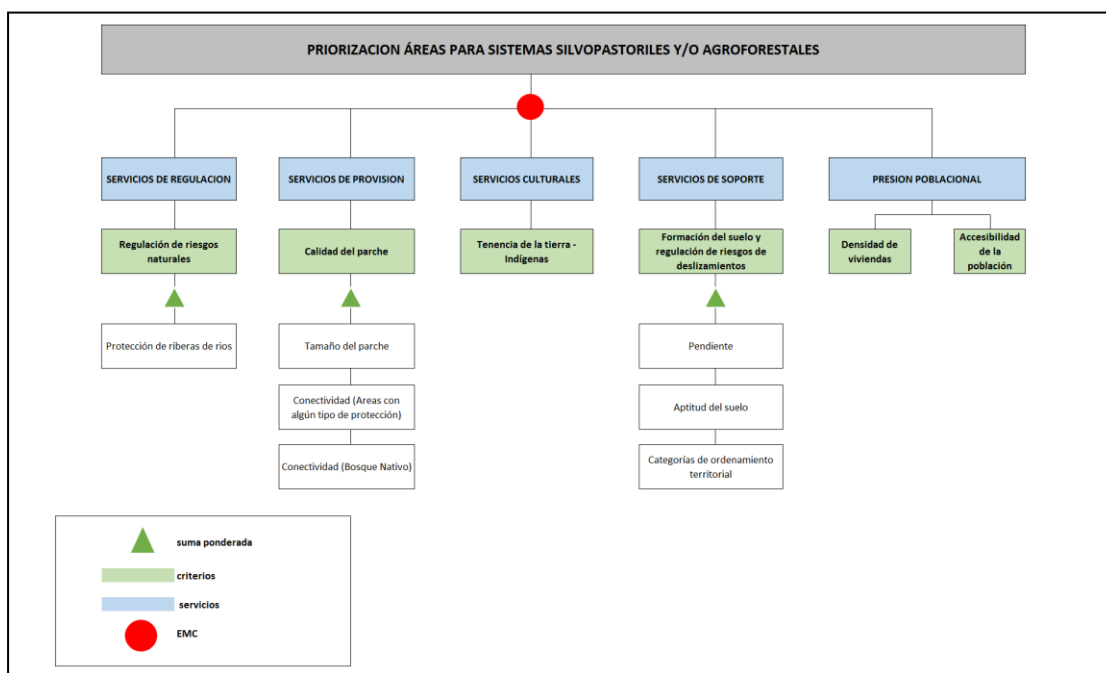 PRIORIZACION ÁREAS PARA SISTEMAS SILVOPASTORILES Y/O AGROFORESTALES
SERVICIOS DE REGULACION
SERVICIOS DE PROVISION
SERVICIOS CULTURALES
SERVICIOS DE SOPORTE
PRESION POBLACIONAL
Regulación de riesgos
naturales
Calidad del parche
Tenencia de la tierra -
Indígenas
Formación del suelo y
regulación de riesgos de
deslizamientos
Densidad de
viviendas
Accesibilidad
de la
población
Protección de riberas de rios
Tamaño del parche
Pendiente
Conectividad (Areas con
algún tipo de protección)
Aptitud del suelo
Conectividad (Bosque Nativo)
Categorías de ordenamiento
territorial
suma ponderada
criterios
servicios
EMC